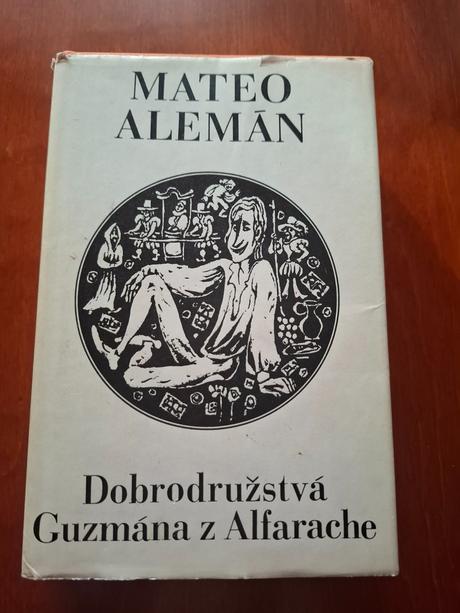 MATEO
ALEMÁN
Dobrodružstvá
Guzmána z Alfarache